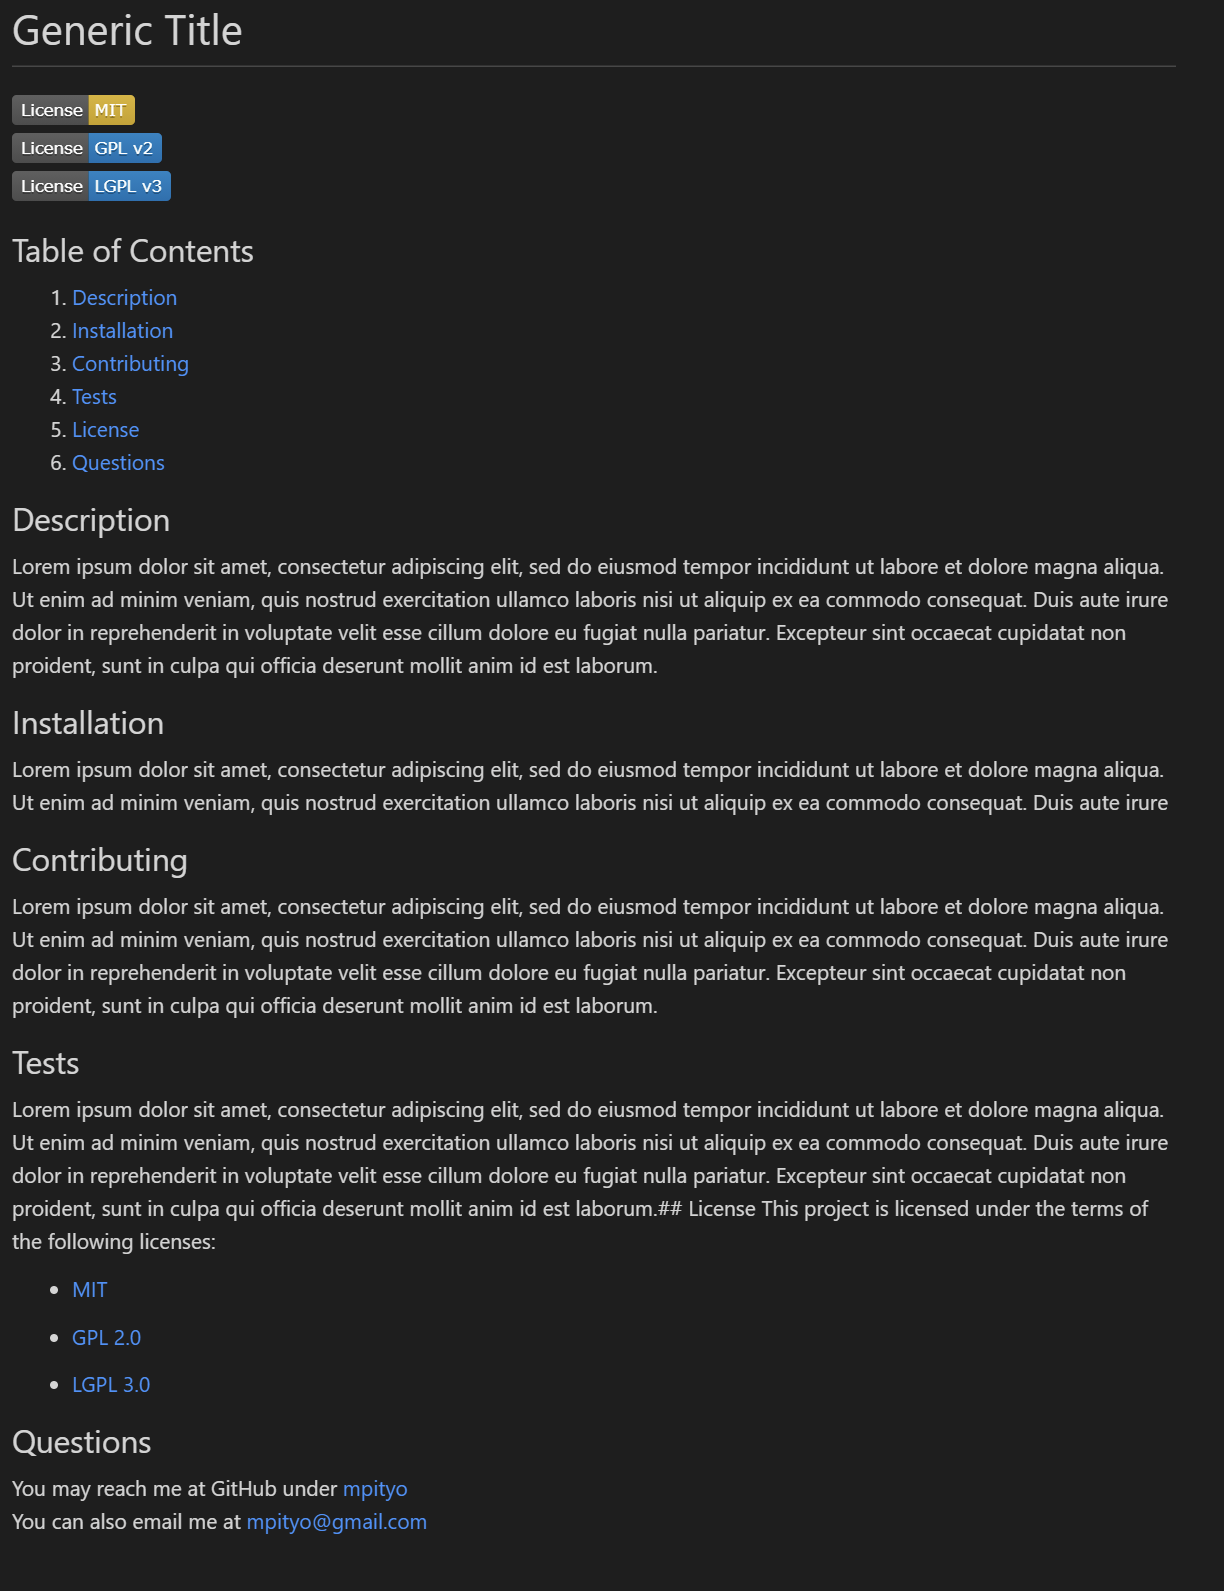 Generic Title
License MIT
License GPL v2
License LGPL v3
Table of Contents
1. Description
2. Installation
3. Contributing
4. Tests
5. License
6. Questions
Description
Lorem ipsum dolor sit amet, consectetur adipiscing elit, sed do eiusmod tempor incididunt ut labore et dolore magna aliqua.
Ut enim ad minim veniam, quis nostrud exercitation ullamco laboris nisi ut aliquip ex ea commodo consequat. Duis aute irure
dolor in reprehenderit in voluptate velit esse cillum dolore eu fugiat nulla pariatur. Excepteur sint occaecat cupidatat non
proident, sunt in culpa qui officia deserunt mollit anim id est laborum.
Installation
Lorem ipsum dolor sit amet, consectetur adipiscing elit, sed do eiusmod tempor incididunt ut labore et dolore magna aliqua.
Ut enim ad minim veniam, quis nostrud exercitation ullamco laboris nisi ut aliquip ex ea commodo consequat. Duis aute irure
Contributing
Lorem ipsum dolor sit amet, consectetur adipiscing elit, sed do eiusmod tempor incididunt ut labore et dolore magna aliqua.
Ut enim ad minim veniam, quis nostrud exercitation ullamco laboris nisi ut aliquip ex ea commodo consequat. Duis aute irure
dolor in reprehenderit in voluptate velit esse cillum dolore eu fugiat nulla pariatur. Excepteur sint occaecat cupidatat non
proident, sunt in culpa qui officia deserunt mollit anim id est laborum.
Tests
Lorem ipsum dolor sit amet, consectetur adipiscing elit, sed do eiusmod tempor incididunt ut labore et dolore magna aliqua.
Ut enim ad minim veniam, quis nostrud exercitation ullamco laboris nisi ut aliquip ex ea commodo consequat. Duis aute irure
dolor in reprehenderit in voluptate velit esse cillum dolore eu fugiat nulla pariatur. Excepteur sint occaecat cupidatat non
proident, sunt in culpa qui officia deserunt mollit anim id est laborum.## License This project is licensed under the terms of
the following licenses:
• MIT
• GPL 2.0
• LGPL 3.0
Questions
You may reach me at GitHub under mpityo
You can also email me at mpityo@gmail.com